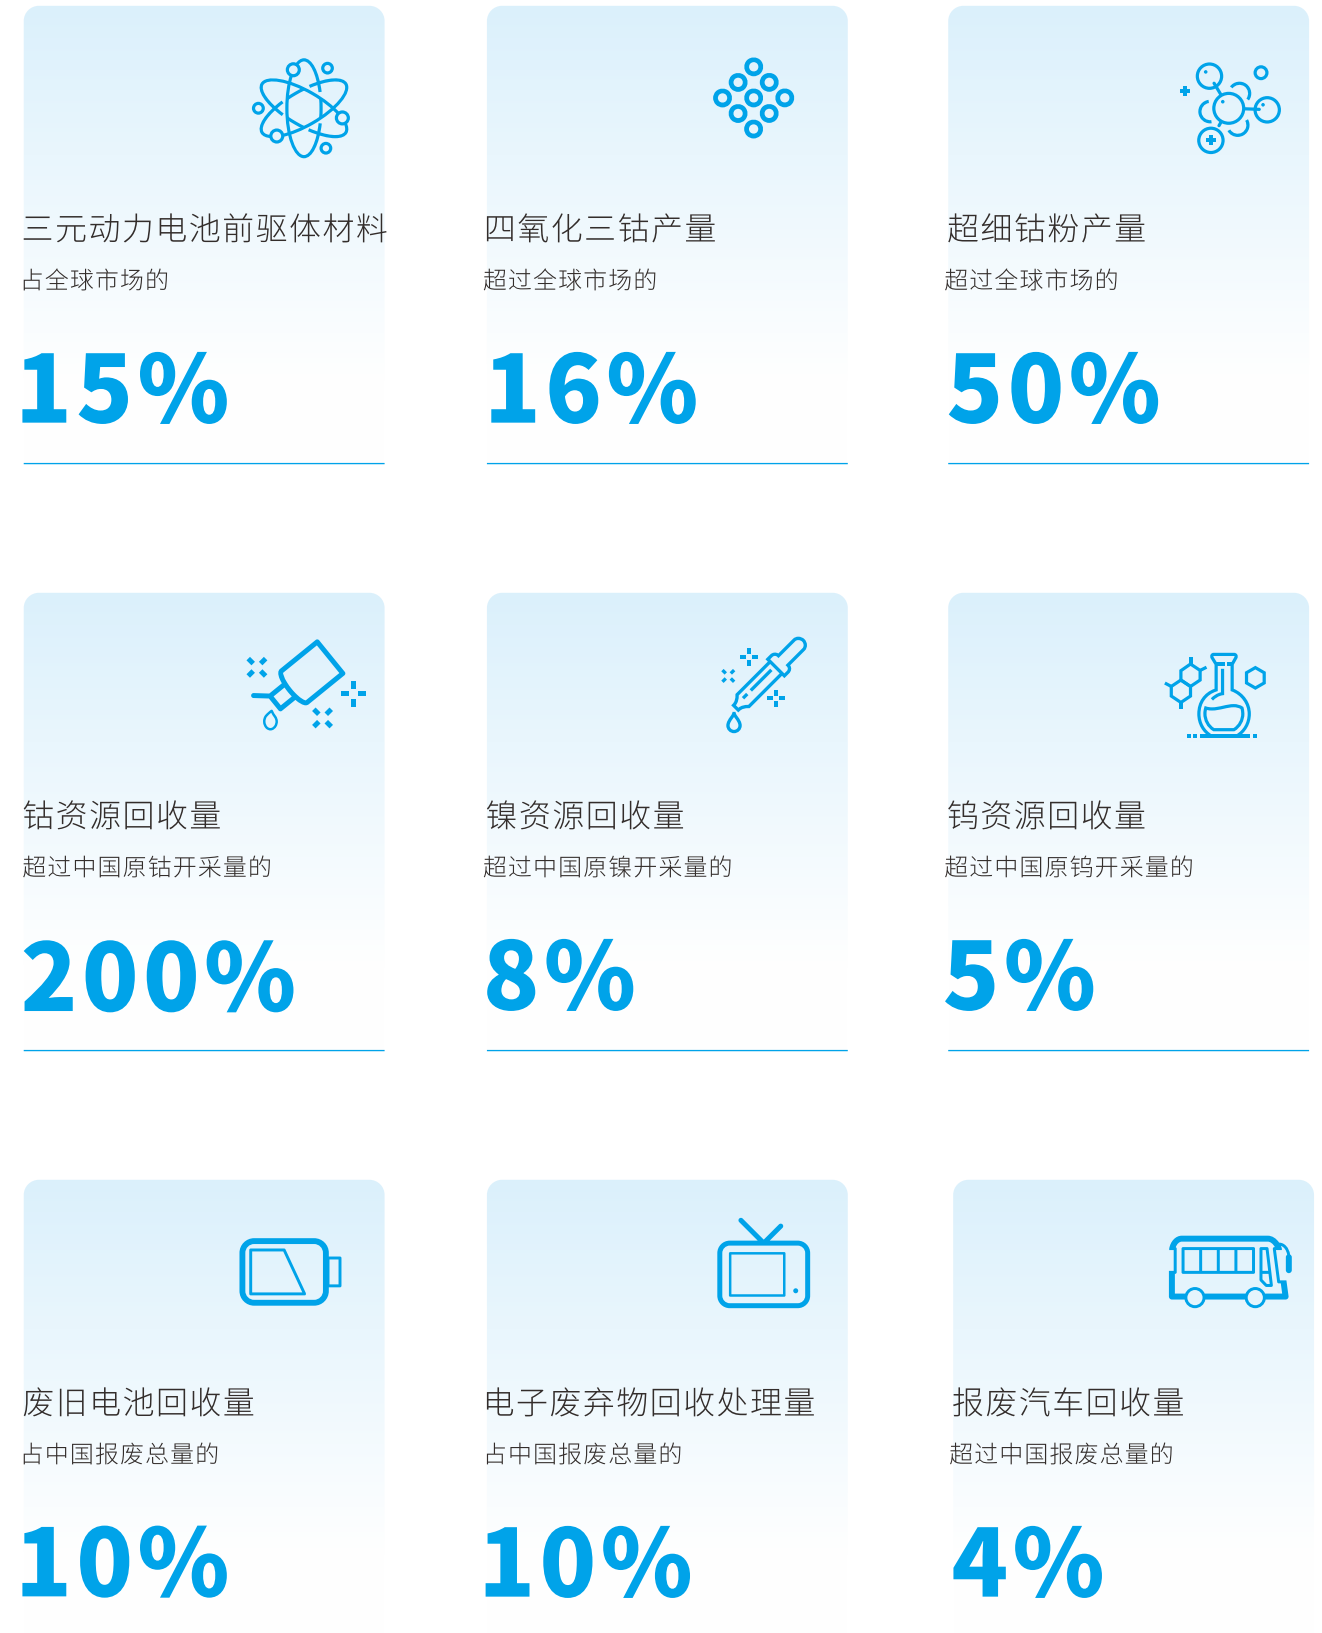 三元动力电池前驱体材料
占全球市场的
15%
四氧化三钴产量
超过全球市场的
16%
超细钴粉产量
超过全球市场的
50%
钴资源回收量
超过中国原钴开采量的
200%
镍资源回收量
超过中国原镍开采量的
8%
钨资源回收量
超过中国原钨开采量的
5%
废旧电池回收量
占中国报废总量的
10%
电子废弃物回收处理量
占中国报废总量的
10%
报废汽车回收量
超过中国报废总量的
4%